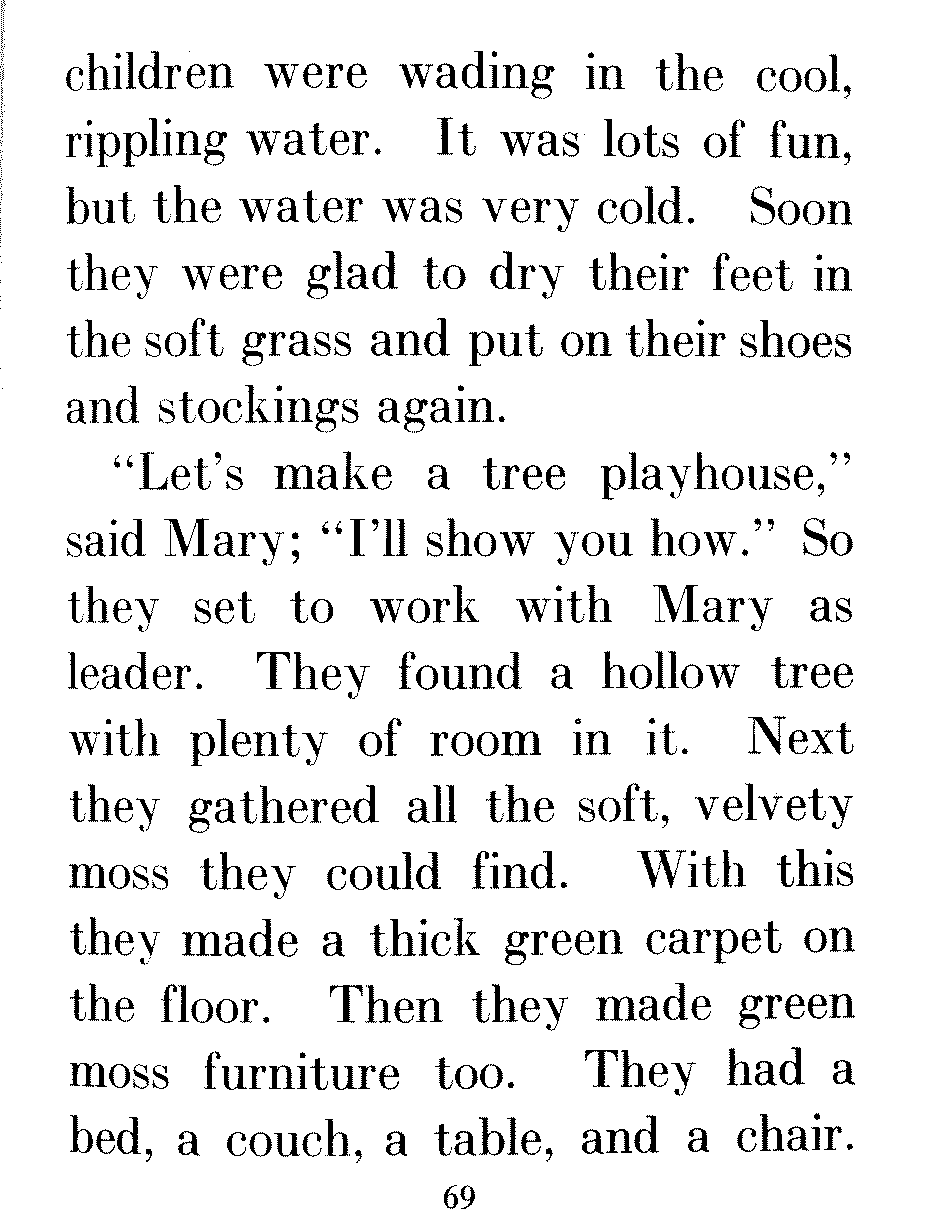 children were wading in the cool,
rippling water. It was lots of fun,
but the water was very cold. Soon
they were glad to dry their feet in
the soft grass and put on their shoes
and stockings again.
“Let’s make a tree playhouse,”
said Mary; “I’ll show you how.” So
they set to work with Mary as
leader. They found a hollow tree
with plenty of room in it. Next
they gathered all the soft, velvety
moss they could find. With this
they made a thick green carpet on
the floor. Then they made green
moss furniture too. They had a
bed, a couch, a table, and a chair.
69